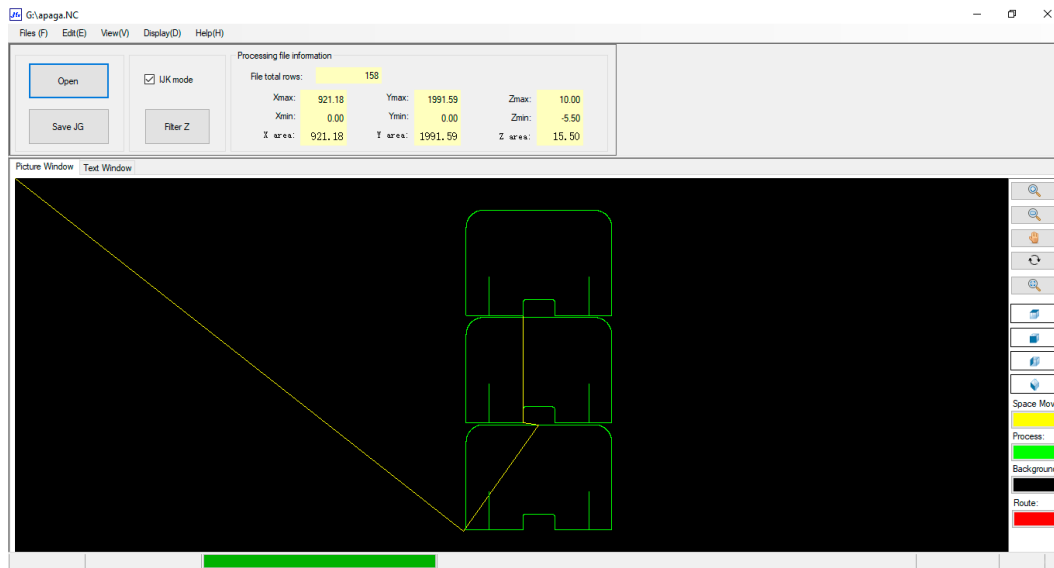 G:\apaga.NC
Files (F) Edit(E) View(V) Display(D) Help(H)
Processing file information
Open
IJK mode
File total rows: 158
Xmax: 921.18 Ymax: 1991.59 Zmax: 10.00
Save JG
Filter Z
Xmin: 0.00 Ymin: 0.00 Zmin: -5.50
X area: 921.18 Y area: 1991.59 Z area: 15.50
Picture Window Text Window
Space Mov
Process:
Background
Route: